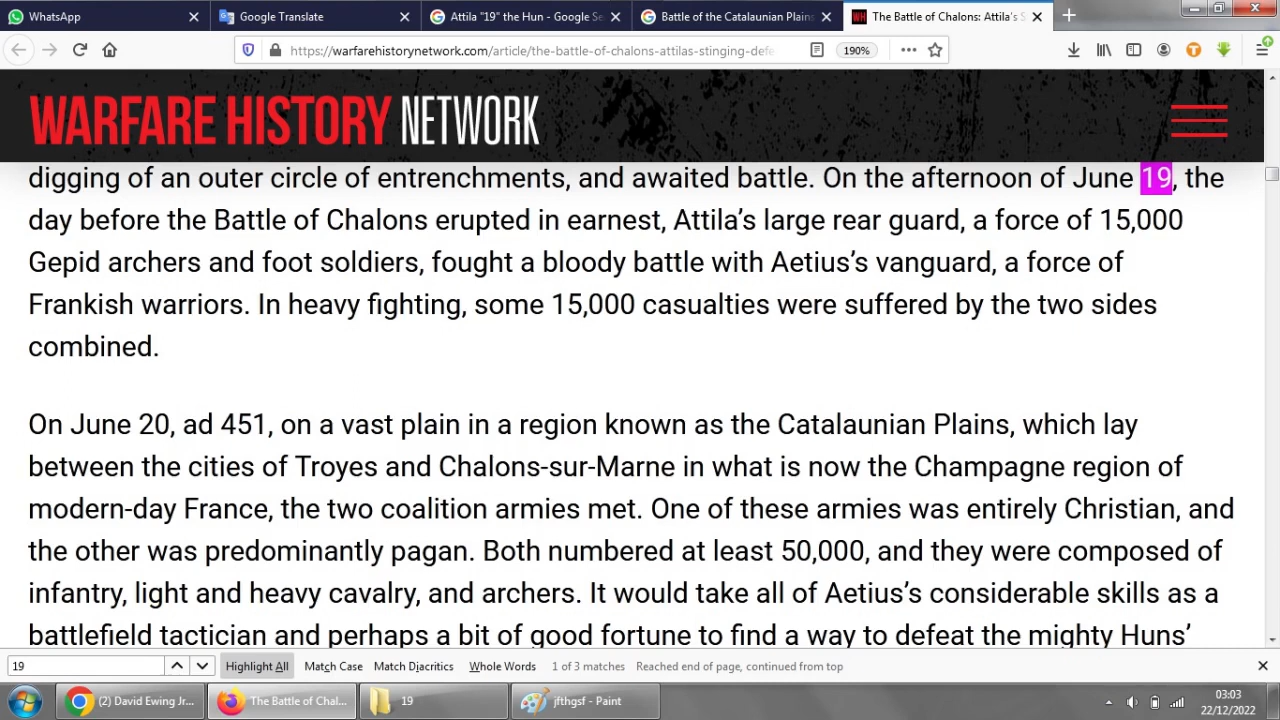 WhatsApp
Google Translate
Attila "19" the Hun - Google Se
Battle of the Catalaunian Plains
The Battle of Chalons: Attila's S
https://warfarehistorynetwork.com/article/the-battle-of-chalons-attilas-stinging-defe
190%
WARFARE HISTORY NETWORK
digging of an outer circle of entrenchments, and awaited battle. On the afternoon of June 19, the
day before the Battle of Chalons erupted in earnest, Attila’s large rear guard, a force of 15,000
Gepid archers and foot soldiers, fought a bloody battle with Aetius’s vanguard, a force of
Frankish warriors. In heavy fighting, some 15,000 casualties were suffered by the two sides
combined.
On June 20, ad 451, on a vast plain in a region known as the Catalaunian Plains, which lay
between the cities of Troyes and Chalons-sur-Marne in what is now the Champagne region of
modern-day France, the two coalition armies met. One of these armies was entirely Christian, and
the other was predominantly pagan. Both numbered at least 50,000, and they were composed of
infantry, light and heavy cavalry, and archers. It would take all of Aetius’s considerable skills as a
battlefield tactician and perhaps a bit of good fortune to find a way to defeat the mighty Huns’
19
Highlight All Match Case Match Diacritics Whole Words 1 of 3 matches Reached end of page, continued from top
(2) David Ewing Jr...
The Battle of Chal...
19
jfthgsf - Paint
03:03
22/12/2022